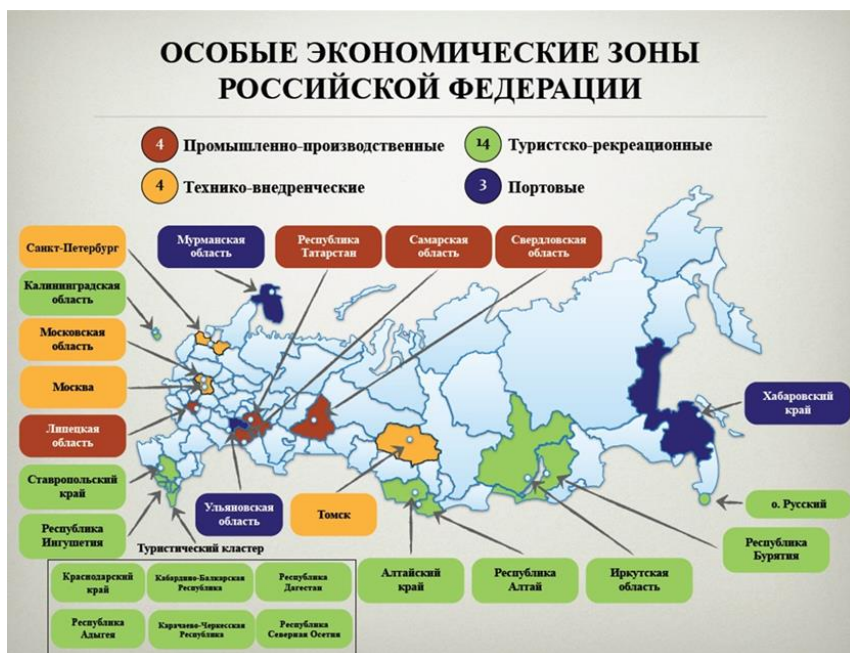 ОСОБЫЕ ЭКОНОМИЧЕСКИЕ ЗОНЫ
РОССИЙСКОЙ ФЕДЕРАЦИИ
4 Промышленно-производственные
14 Туристско-рекреационные
4 Технико-внедренческие
3 Портовые
Санкт-Петербург
Мурманская
область
Республика
Татарстан
Самарская
область
Свердловская
область
Калининградская
область
Московская
область
Москва
Липецкая
область
Ставропольский
край
Республика
Ингушетия
Хабаровский
край
о. Русский
Республика
Бурятия
Ульяновская
область
Томск
Туристический кластер
Алтайский
край
Республика
Алтай
Иркутская
область
Краснодарский
край
Кабардино-Балкарская
Республика
Республика
Дагестан
Республика
Адыгея
Карачаево-Черкесская
Республика
Республика
Северная Осетия